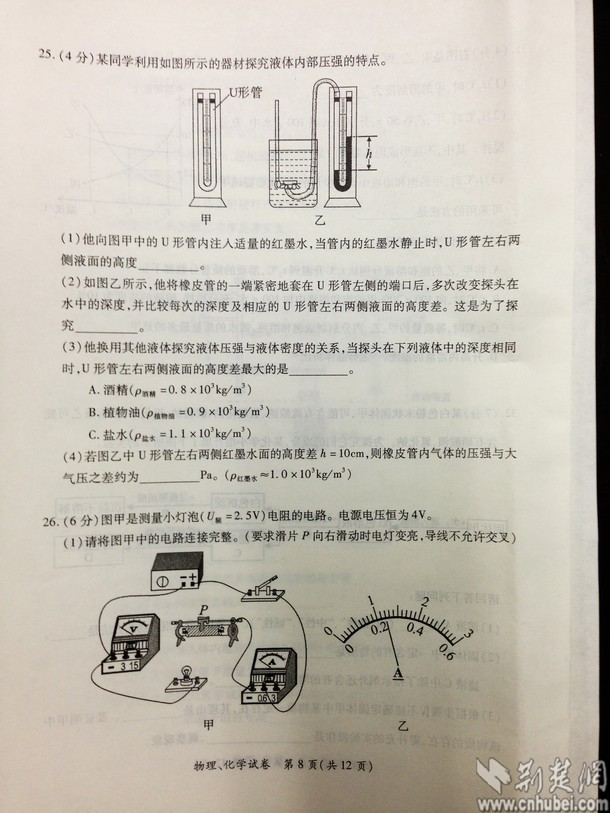 25. (4 分)某同学利用如图所示的器材探究液体内部压强的特点。
U形管
h
甲 乙
(1)他向图甲中的 U 形管内注入适量的红墨水,当管内的红墨水静止时,U 形管左右两
侧液面的高度________。
(2)如图乙所示,他将橡皮管的一端紧密地套在 U 形管左侧的端口后,多次改变探头在
水中的深度,并比较每次的深度及相应的 U 形管左右两侧液面的高度差。这是为了探
究________。
(3)他换用其他液体探究液体压强与液体密度的关系,当探头在下列液体中的深度相同
时,U 形管左右两侧液面的高度差最大的是________。
A. 酒精(ρ酒精=0.8×10³kg/m³)
B. 植物油(ρ植物油=0.9×10³kg/m³)
C. 盐水(ρ盐水=1.1×10³kg/m³)
(4)若图乙中 U 形管左右两侧红墨水面的高度差 h=10cm,则橡皮管内气体的压强与大
气压之差约为________Pa。(ρ红墨水≈1.0×10³kg/m³)
26. (6 分)图甲是测量小灯泡(U额=2.5V)电阻的电路。电源电压恒为 4V。
(1)请将图甲中的电路连接完整。(要求滑片 P 向右滑动时电灯变亮,导线不允许交叉)
P
V
- 3 15
A
- 0.6 3
0 1 2 3
0 0.2 0.4 0.6
A
甲 乙
物理、化学试卷 第 8 页(共 12 页)
荆楚网
www.cnhubei.com